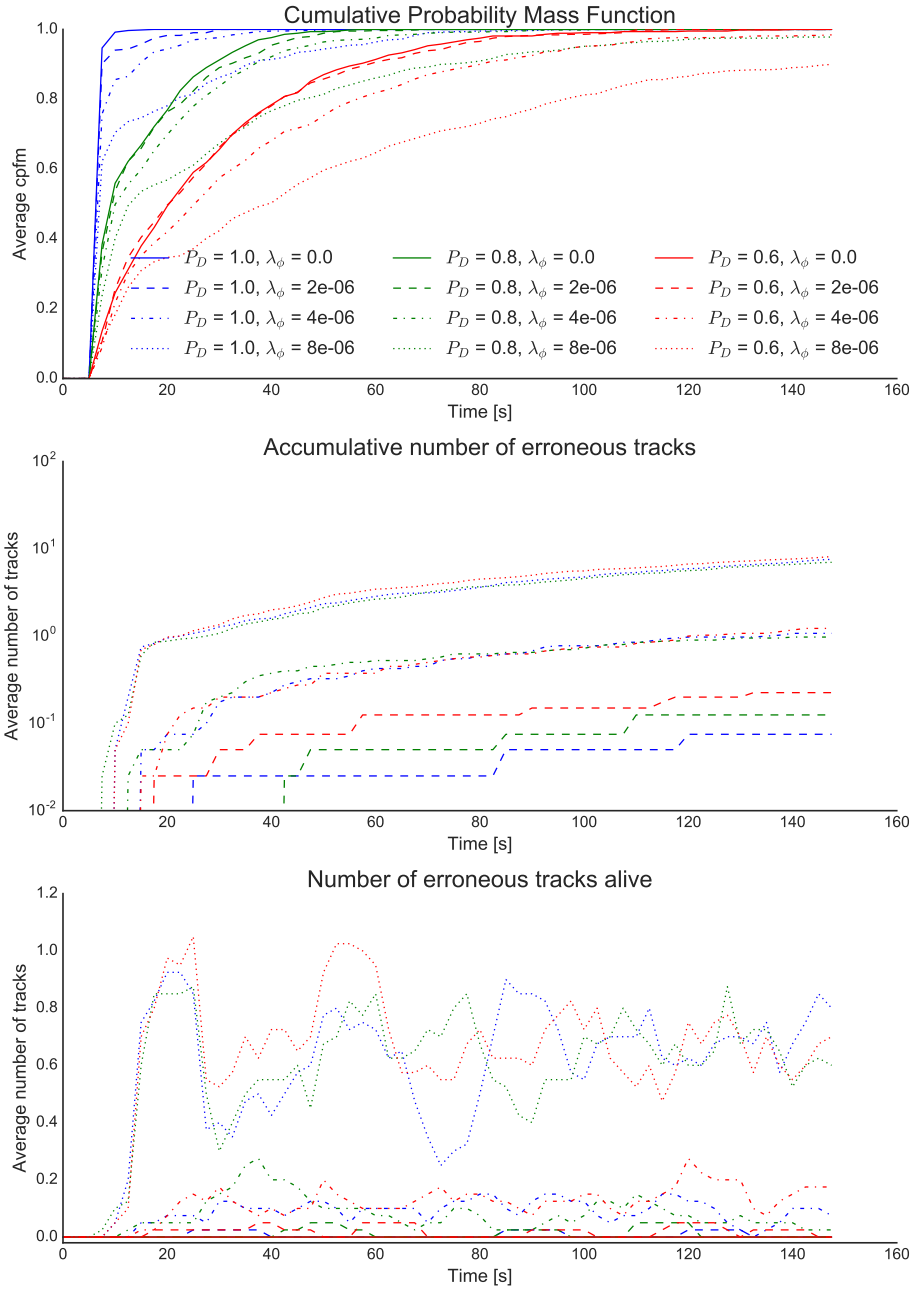 Cumulative Probability Mass Function
1.0
0.8
0.6
0.4
0.2
0.0
Average cpfm
P_D = 1.0, λ_ϕ = 0.0
P_D = 1.0, λ_ϕ = 2e-06
P_D = 1.0, λ_ϕ = 4e-06
P_D = 1.0, λ_ϕ = 8e-06
P_D = 0.8, λ_ϕ = 0.0
P_D = 0.8, λ_ϕ = 2e-06
P_D = 0.8, λ_ϕ = 4e-06
P_D = 0.8, λ_ϕ = 8e-06
P_D = 0.6, λ_ϕ = 0.0
P_D = 0.6, λ_ϕ = 2e-06
P_D = 0.6, λ_ϕ = 4e-06
P_D = 0.6, λ_ϕ = 8e-06
0 20 40 60 80 100 120 140 160
Time [s]
Accumulative number of erroneous tracks
10^2
10^1
10^0
10^-1
10^-2
Average number of tracks
0 20 40 60 80 100 120 140 160
Time [s]
Number of erroneous tracks alive
1.2
1.0
0.8
0.6
0.4
0.2
0.0
Average number of tracks
0 20 40 60 80 100 120 140 160
Time [s]